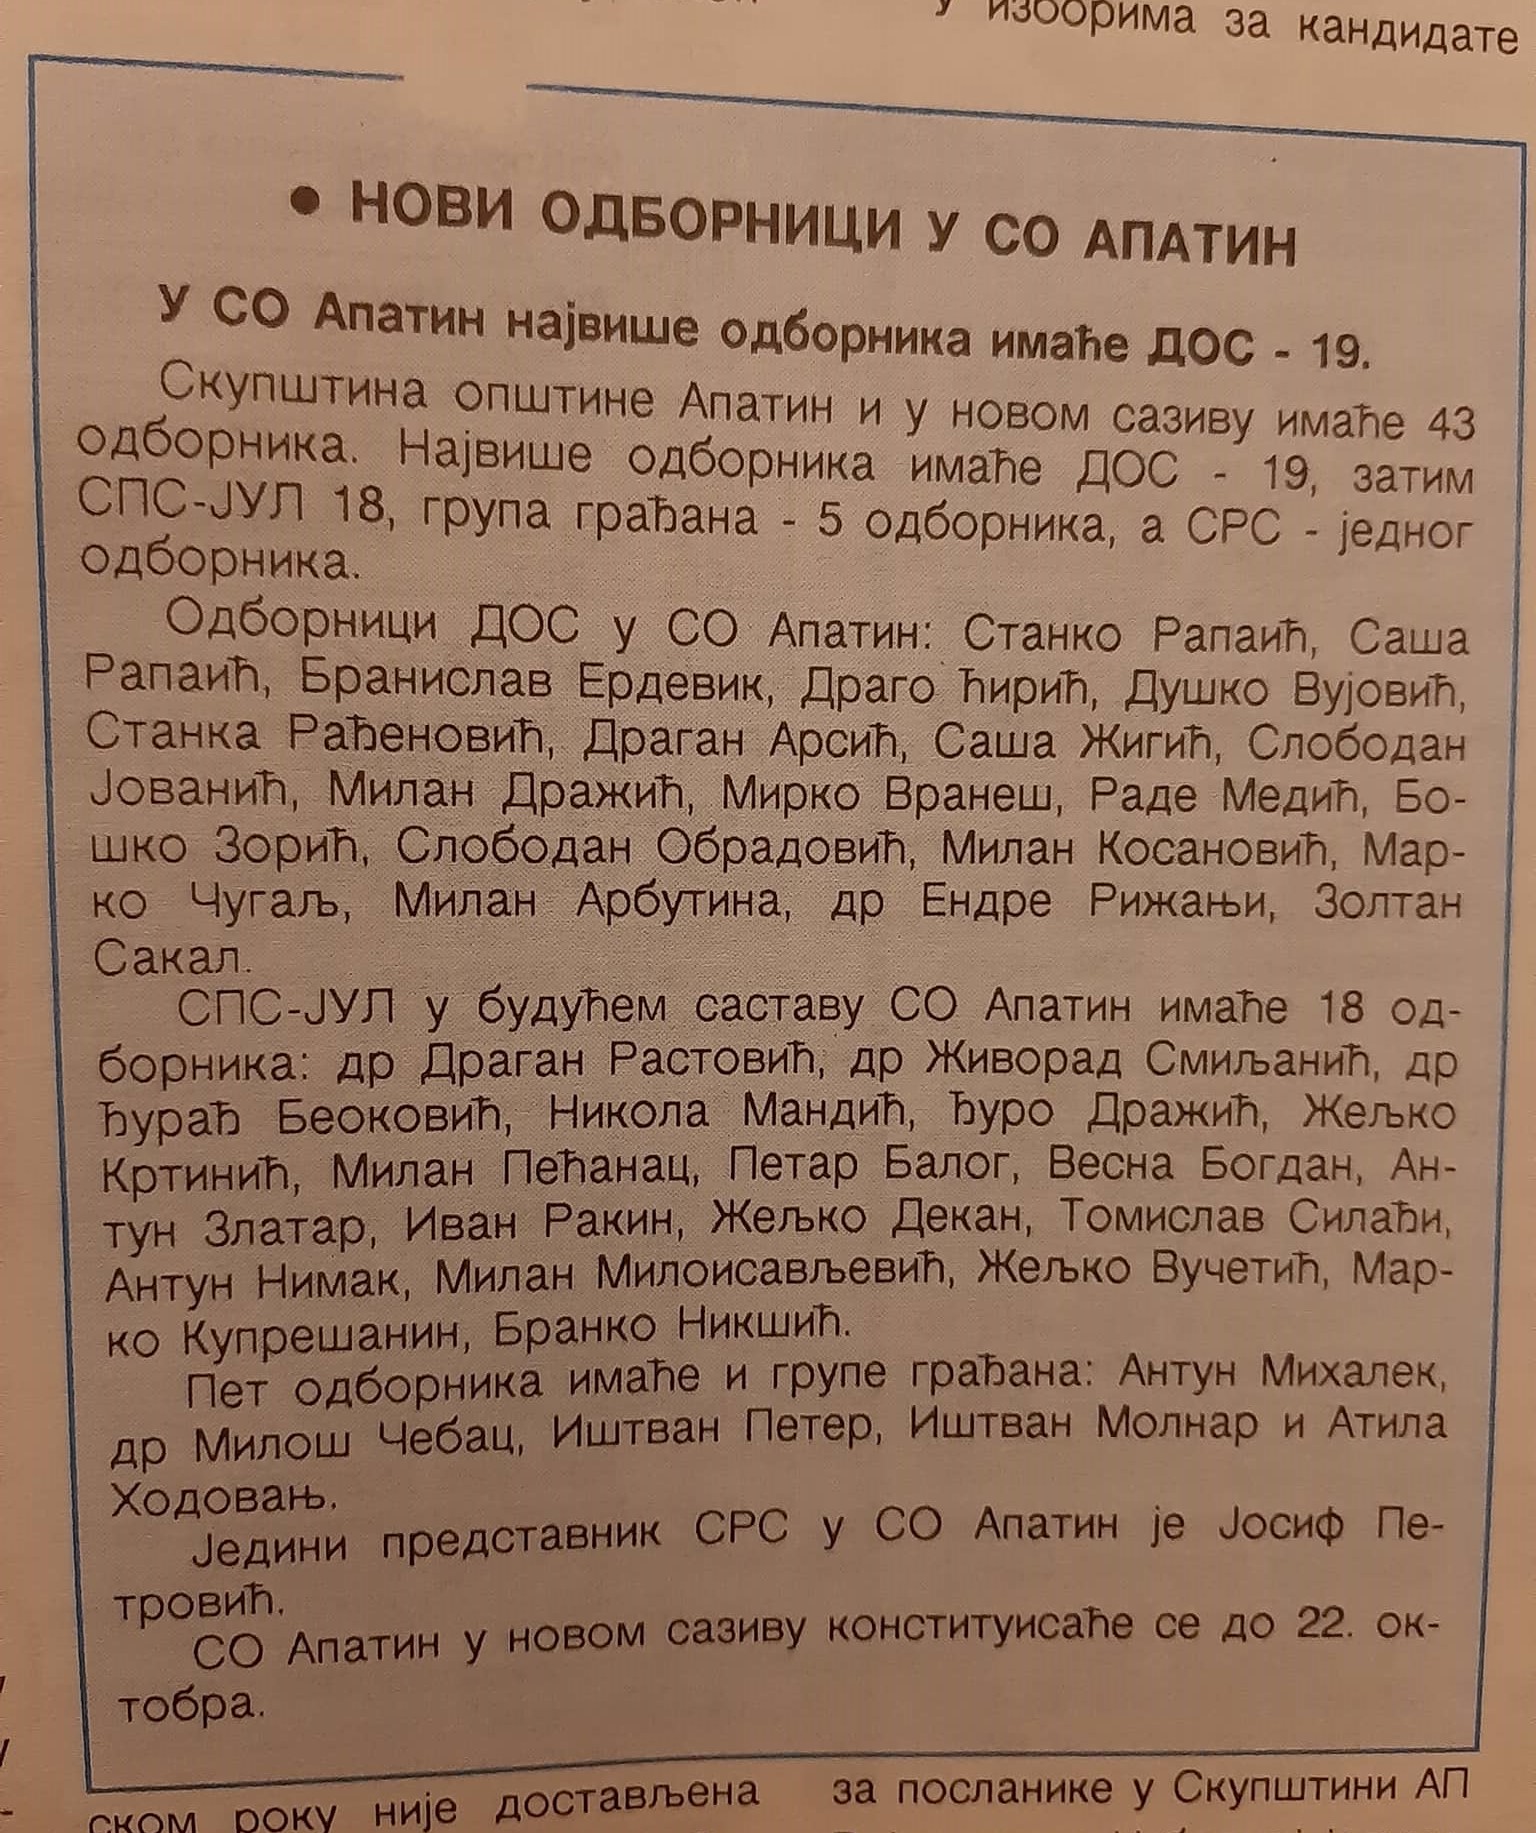 у изборима за кандидате
● НОВИ ОДБОРНИЦИ У СО АПАТИН
У СО Апатин највише одборника имаће ДОС - 19.
Скупштина општине Апатин и у новом сазиву имаће 43
одборника. Највише одборника имаће ДОС - 19, затим
СПС-ЈУЛ 18, група грађана - 5 одборника, а СРС - једног
одборника.
Одборници ДОС у СО Апатин: Станко Рапаић, Саша
Рапаић, Бранислав Ердевик, Драго Ћирић, Душко Вујовић,
Станка Рађеновић, Драган Арсић, Саша Жигић, Слободан
Јованић, Милан Дражић, Мирко Вранеш, Раде Медић, Бо-
шко Зорић, Слободан Обрадовић, Милан Косановић, Мар-
ко Чугаљ, Милан Арбутина, др Ендре Рижањи, Золтан
Сакал.
СПС-ЈУЛ у будућем саставу СО Апатин имаће 18 од-
борника: др Драган Растовић, др Живорад Смиљанић, др
Ђурађ Беоковић, Никола Мандић, Ђуро Дражић, Жељко
Кртинић, Милан Пећанац, Петар Балог, Весна Богдан, Ан-
тун Златар, Иван Ракин, Жељко Декан, Томислав Силађи,
Антун Нимак, Милан Милоисављевић, Жељко Вучетић, Мар-
ко Купрешанин, Бранко Никшић.
Пет одборника имаће и групе грађана: Антун Михалек,
др Милош Чебац, Иштван Петер, Иштван Молнар и Атила
Ходовањ.
Једини представник СРС у СО Апатин је Јосиф Пе-
тровић.
СО Апатин у новом сазиву конституисаће се до 22. ок-
тобра.
ском року није достављена
за посланике у Скупштини АП